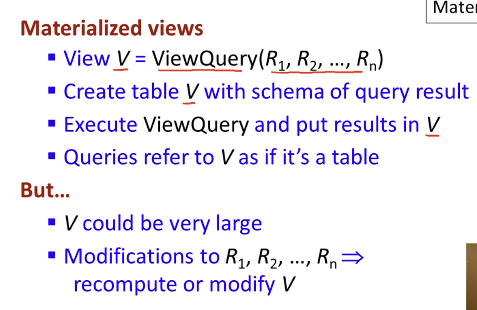 Mater
Materialized views
▪ View V = ViewQuery(R₁, R₂, …, Rₙ)
▪ Create table V with schema of query result
▪ Execute ViewQuery and put results in V
▪ Queries refer to V as if it's a table
But…
▪ V could be very large
▪ Modifications to R₁, R₂, …, Rₙ ⇒
recompute or modify V